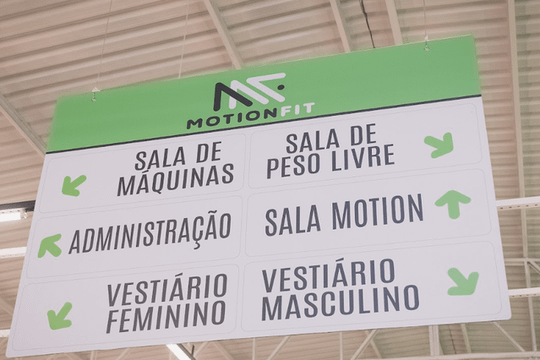 MOTIONFIT
SALA DE
MÁQUINAS
SALA DE
PESO LIVRE
ADMINISTRAÇÃO
SALA MOTION
VESTIÁRIO
FEMININO
VESTIÁRIO
MASCULINO